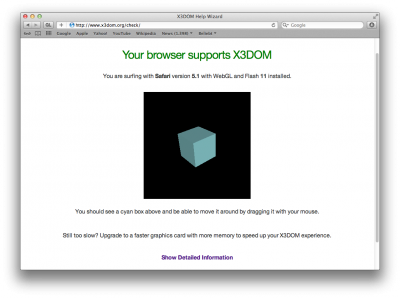 X3DOM Help Wizard
http://www.x3dom.org/check/
Google
Google Apple Yahoo! YouTube Wikipedia News (1,398) Beliebt
Your browser supports X3DOM
You are surfing with Safari version 5.1 with WebGL and Flash 11 installed.
You should see a cyan box above and be able to move it around by dragging it with your mouse.
Still too slow? Upgrade to a faster graphics card with more memory to speed up your X3DOM experience.
Show Detailed Information